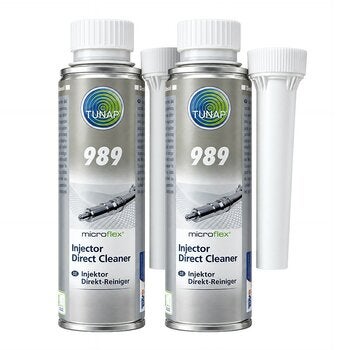 TUNAP
989
microflex®
Injector
Direct Cleaner
Injektor
Direkt-Reiniger
TUNAP
989
microflex®
Injector
Direct Cleaner
Injektor
Direkt-Reiniger